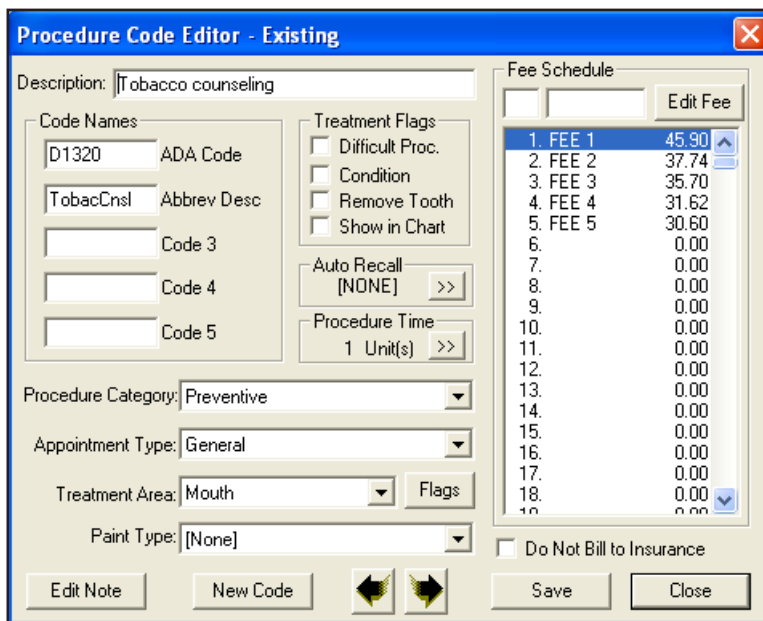 Procedure Code Editor - Existing
Description: Tobacco counseling
Code Names
D1320 ADA Code
TobacCnsl Abbrev Desc
Code 3
Code 4
Code 5
Treatment Flags
Difficult Proc.
Condition
Remove Tooth
Show in Chart
Auto Recall
[NONE] >>
Procedure Time
1 Unit(s) >>
Procedure Category: Preventive
Appointment Type: General
Treatment Area: Mouth Flags
Paint Type: [None]
Fee Schedule
Edit Fee
1. FEE 1 45.90
2. FEE 2 37.74
3. FEE 3 35.70
4. FEE 4 31.62
5. FEE 5 30.60
6. 0.00
7. 0.00
8. 0.00
9. 0.00
10. 0.00
11. 0.00
12. 0.00
13. 0.00
14. 0.00
15. 0.00
16. 0.00
17. 0.00
18. 0.00
Do Not Bill to Insurance
Edit Note New Code Save Close